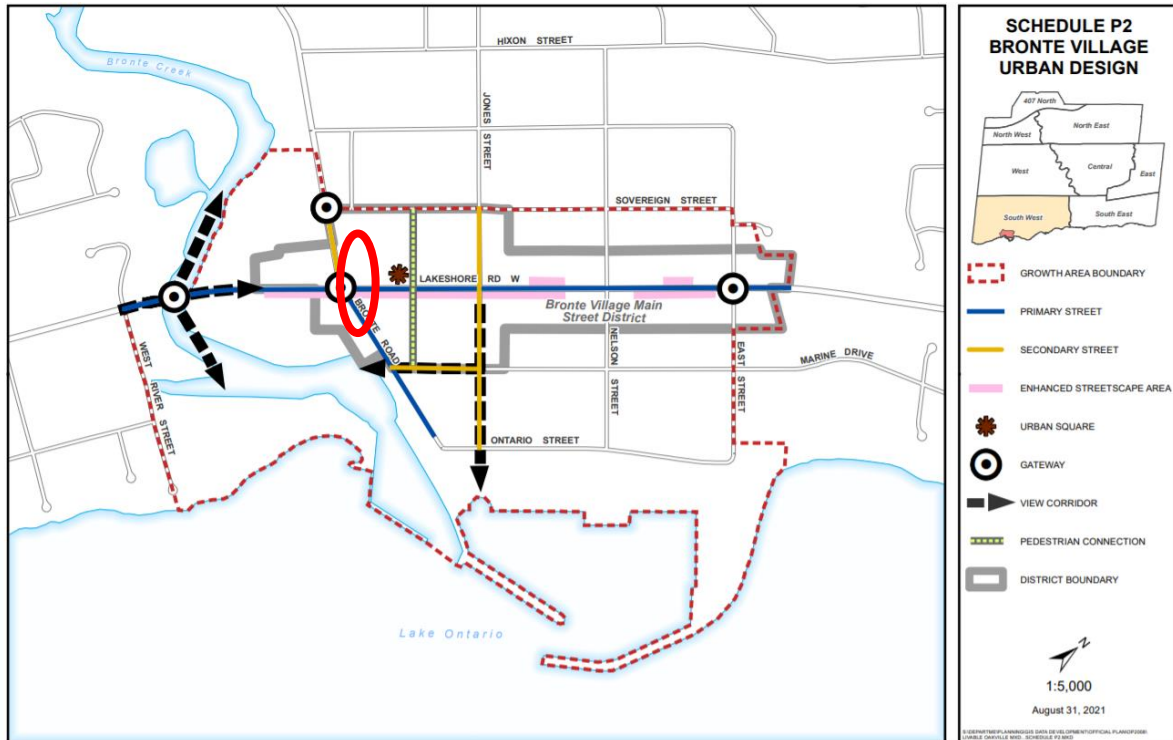 HIXON STREET
Bronte Creek
JONES STREET
SOVEREIGN STREET
LAKESHORE RD W
Bronte Village Main
Street District
BRONTE ROAD
NELSON STREET
EAST STREET
MARINE DRIVE
WEST RIVER STREET
ONTARIO STREET
Lake Ontario
SCHEDULE P2
BRONTE VILLAGE
URBAN DESIGN
407 North
North West
North East
West
Central
East
South West
South East
GROWTH AREA BOUNDARY
PRIMARY STREET
SECONDARY STREET
ENHANCED STREETSCAPE AREA
URBAN SQUARE
GATEWAY
VIEW CORRIDOR
PEDESTRIAN CONNECTION
DISTRICT BOUNDARY
1:5,000
August 31, 2021